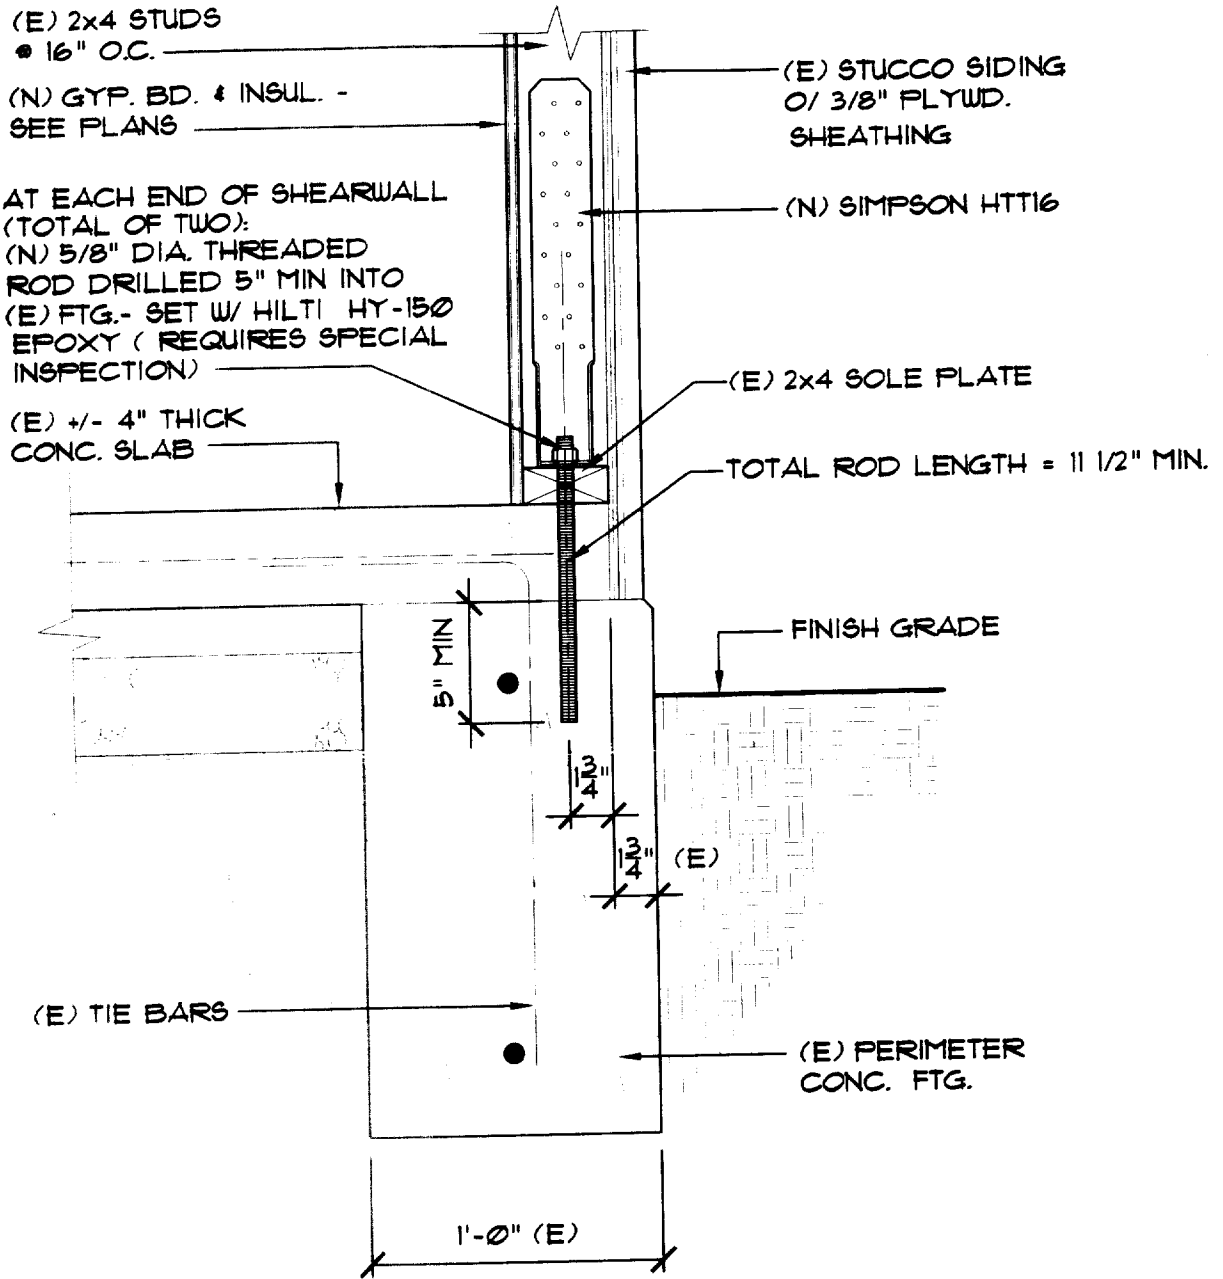 (E) 2x4 STUDS
@ 16" O.C.
(N) GYP. BD. & INSUL. -
SEE PLANS
AT EACH END OF SHEARWALL
(TOTAL OF TWO):
(N) 5/8" DIA. THREADED
ROD DRILLED 5" MIN INTO
(E) FTG.- SET W/ HILTI HY-150
EPOXY ( REQUIRES SPECIAL
INSPECTION)
(E) +/- 4" THICK
CONC. SLAB
(E) STUCCO SIDING
O/ 3/8" PLYWD.
SHEATHING
(N) SIMPSON HTT16
(E) 2x4 SOLE PLATE
TOTAL ROD LENGTH = 11 1/2" MIN.
FINISH GRADE
5" MIN
1 3/4"
1 3/4" (E)
(E) TIE BARS
(E) PERIMETER
CONC. FTG.
1'-0" (E)